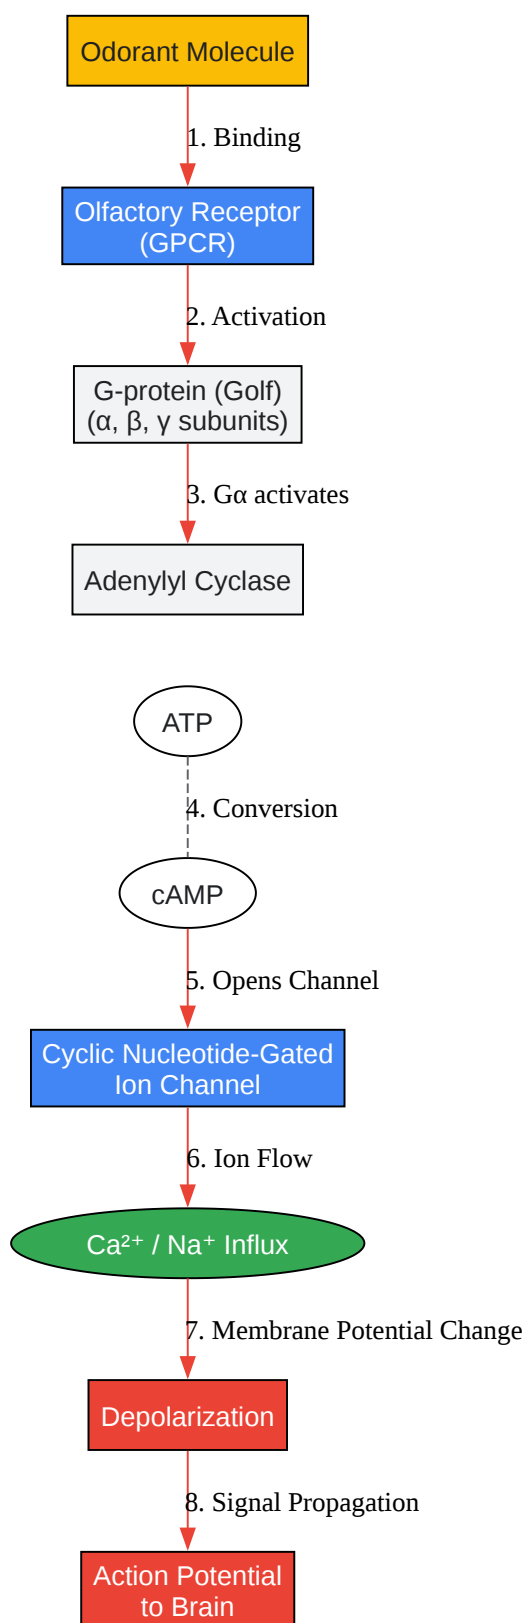 Odorant Molecule
1. Binding
Olfactory Receptor
(GPCR)
2. Activation
G-protein (Golf)
(α, β, γ subunits)
3. Gα activates
Adenylyl Cyclase
ATP
4. Conversion
cAMP
5. Opens Channel
Cyclic Nucleotide-Gated
Ion Channel
6. Ion Flow
Ca²⁺ / Na⁺ Influx
7. Membrane Potential Change
Depolarization
8. Signal Propagation
Action Potential
to Brain